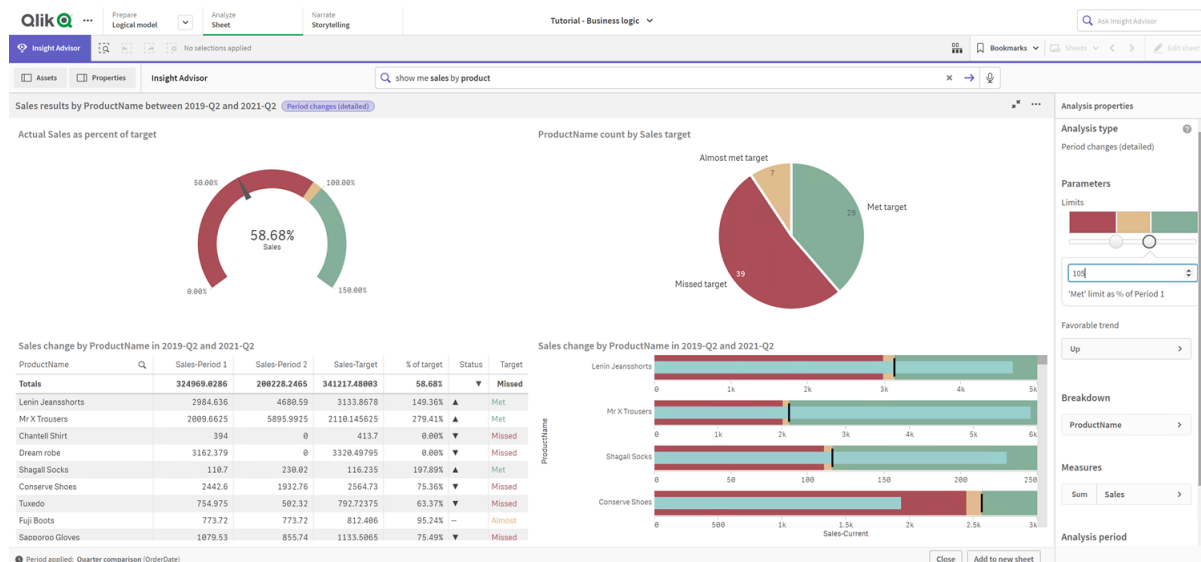 Qlik
Prepare
Logical model
Analyze
Sheet
Narrate
Storytelling
Tutorial - Business logic
Ask Insight Advisor
Insight Advisor
No selections applied
Bookmarks
Sheets
Edit sheet
Assets
Properties
Insight Advisor
show me sales by product
Sales results by ProductName between 2019-Q2 and 2021-Q2 Period changes (detailed)
Actual Sales as percent of target
50.00%
100.00%
58.68%
Sales
0.00%
150.00%
ProductName count by Sales target
Almost met target
7
Met target
29
39
Missed target
Sales change by ProductName in 2019-Q2 and 2021-Q2
ProductName Sales-Period 1 Sales-Period 2 Sales-Target % of target Status Target
Totals 324969.0286 200228.2465 341217.48003 58.68% ▼ Missed
Lenin Jeansshorts 2984.636 4680.59 3133.8678 149.36% ▲ Met
Mr X Trousers 2009.6625 5895.9925 2110.145625 279.41% ▲ Met
Chantell Shirt 394 0 413.7 0.00% ▼ Missed
Dream robe 3162.379 0 3320.49795 0.00% ▼ Missed
Shagall Socks 110.7 230.02 116.235 197.89% ▲ Met
Conserve Shoes 2442.6 1932.76 2564.73 75.36% ▼ Missed
Tuxedo 754.975 502.32 792.72375 63.37% ▼ Missed
Fuji Boots 773.72 773.72 812.406 95.24% -- Almost
Sapporoo Gloves 1079.53 855.74 1133.5065 75.49% ▼ Missed
Sales change by ProductName in 2019-Q2 and 2021-Q2
ProductName
Lenin Jeansshorts
0 1k 2k 3k 4k 5k
Mr X Trousers
0 1k 2k 3k 4k 5k 6k
Shagall Socks
0 50 100 150 200 250
Conserve Shoes
0 500 1k 1.5k 2k 2.5k 3k
Sales-Current
Analysis properties
Analysis type
Period changes (detailed)
Parameters
Limits
105
'Met' limit as % of Period 1
Favorable trend
Up
Breakdown
ProductName
Measures
Sum Sales
Analysis period
Period applied: Quarter comparison (OrderDate)
Close
Add to new sheet